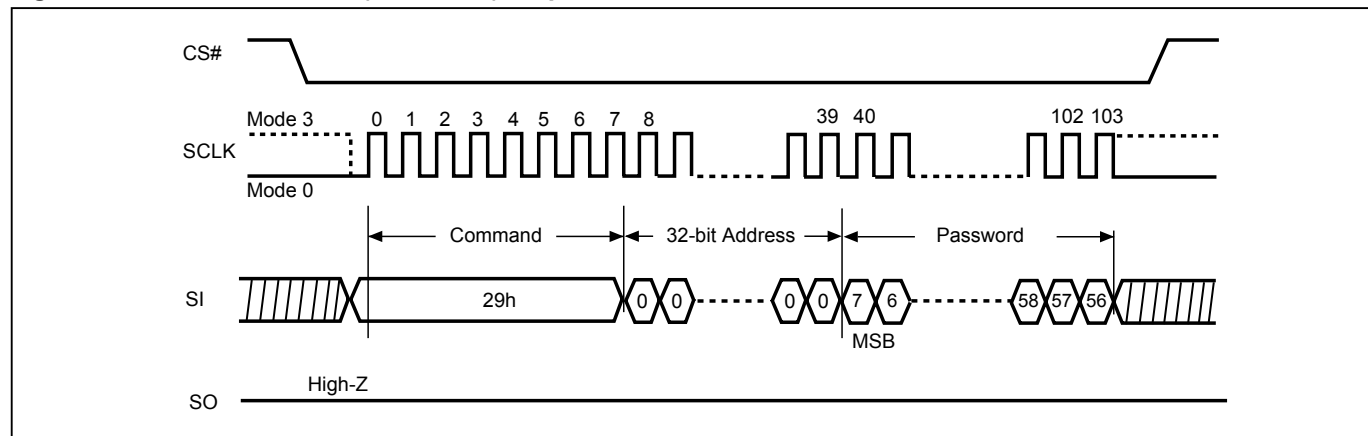 CS#
Mode 3 0 1 2 3 4 5 6 7 8 39 40 102 103
SCLK
Mode 0
Command 32-bit Address Password
SI 29h 0 0 0 0 7 6 58 57 56
MSB
High-Z
SO